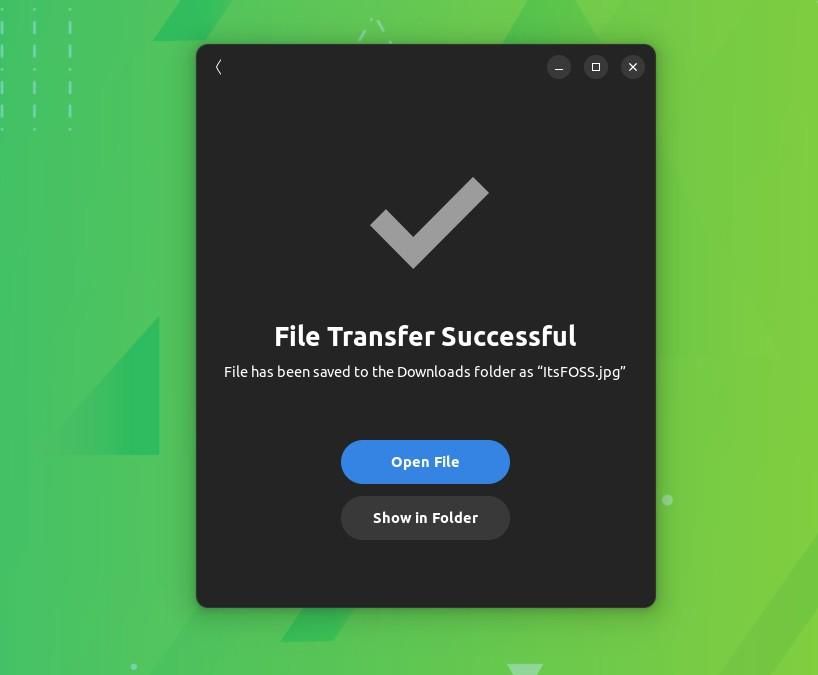 File Transfer Successful
File has been saved to the Downloads folder as “ItsFOSS.jpg”
Open File
Show in Folder